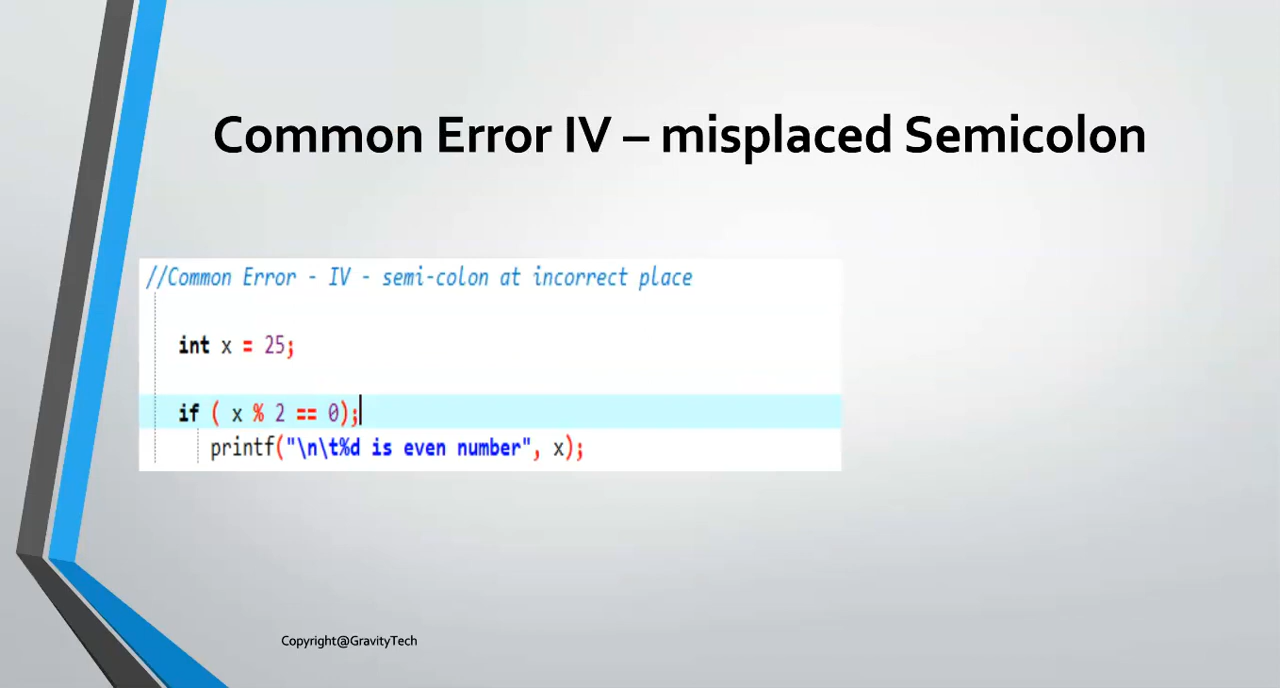 Common Error IV – misplaced Semicolon
//Common Error - IV - semi-colon at incorrect place
int x = 25;
if ( x % 2 == 0);
printf("\n\t%d is even number", x);
Copyright@GravityTech